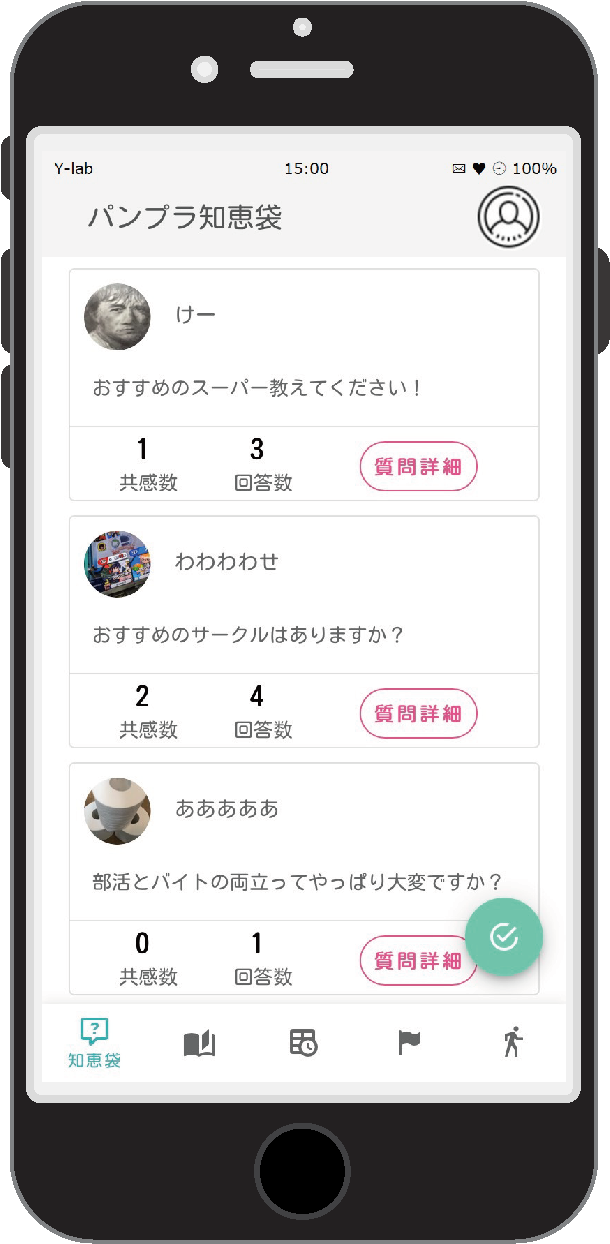 Y-lab 15:00 100%
パンプラ知恵袋
けー
おすすめのスーパー教えてください！
1 3
共感数 回答数 質問詳細
わわわわせ
おすすめのサークルはありますか？
2 4
共感数 回答数 質問詳細
あああああ
部活とバイトの両立ってやっぱり大変ですか？
0 1
共感数 回答数 質問詳細
知恵袋